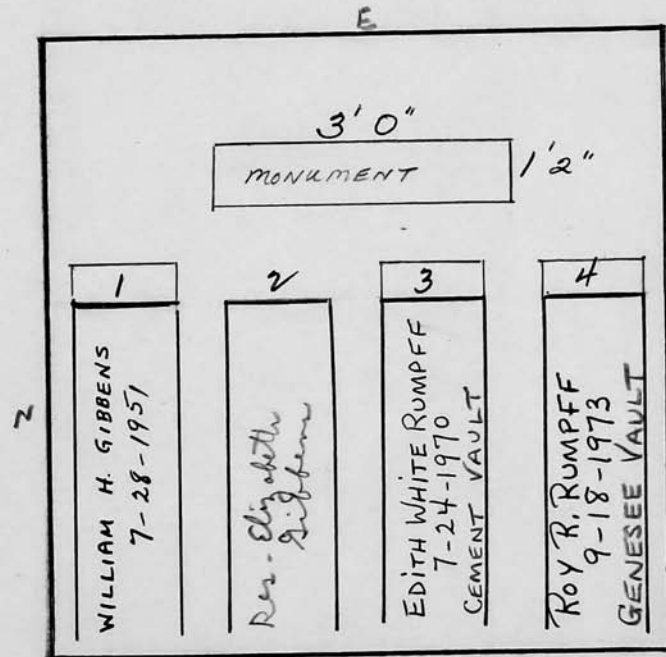 E
3' 0"
MONUMENT
1' 2"
1
2
3
4
N
WILLIAM H. GIBBENS
7-28-1951
Res- Elizabeth
Gibbens
EDITH WHITE RUMPFF
7-24-1970
CEMENT VAULT
ROY R. RUMPFF
9-18-1973
GENESEE VAULT